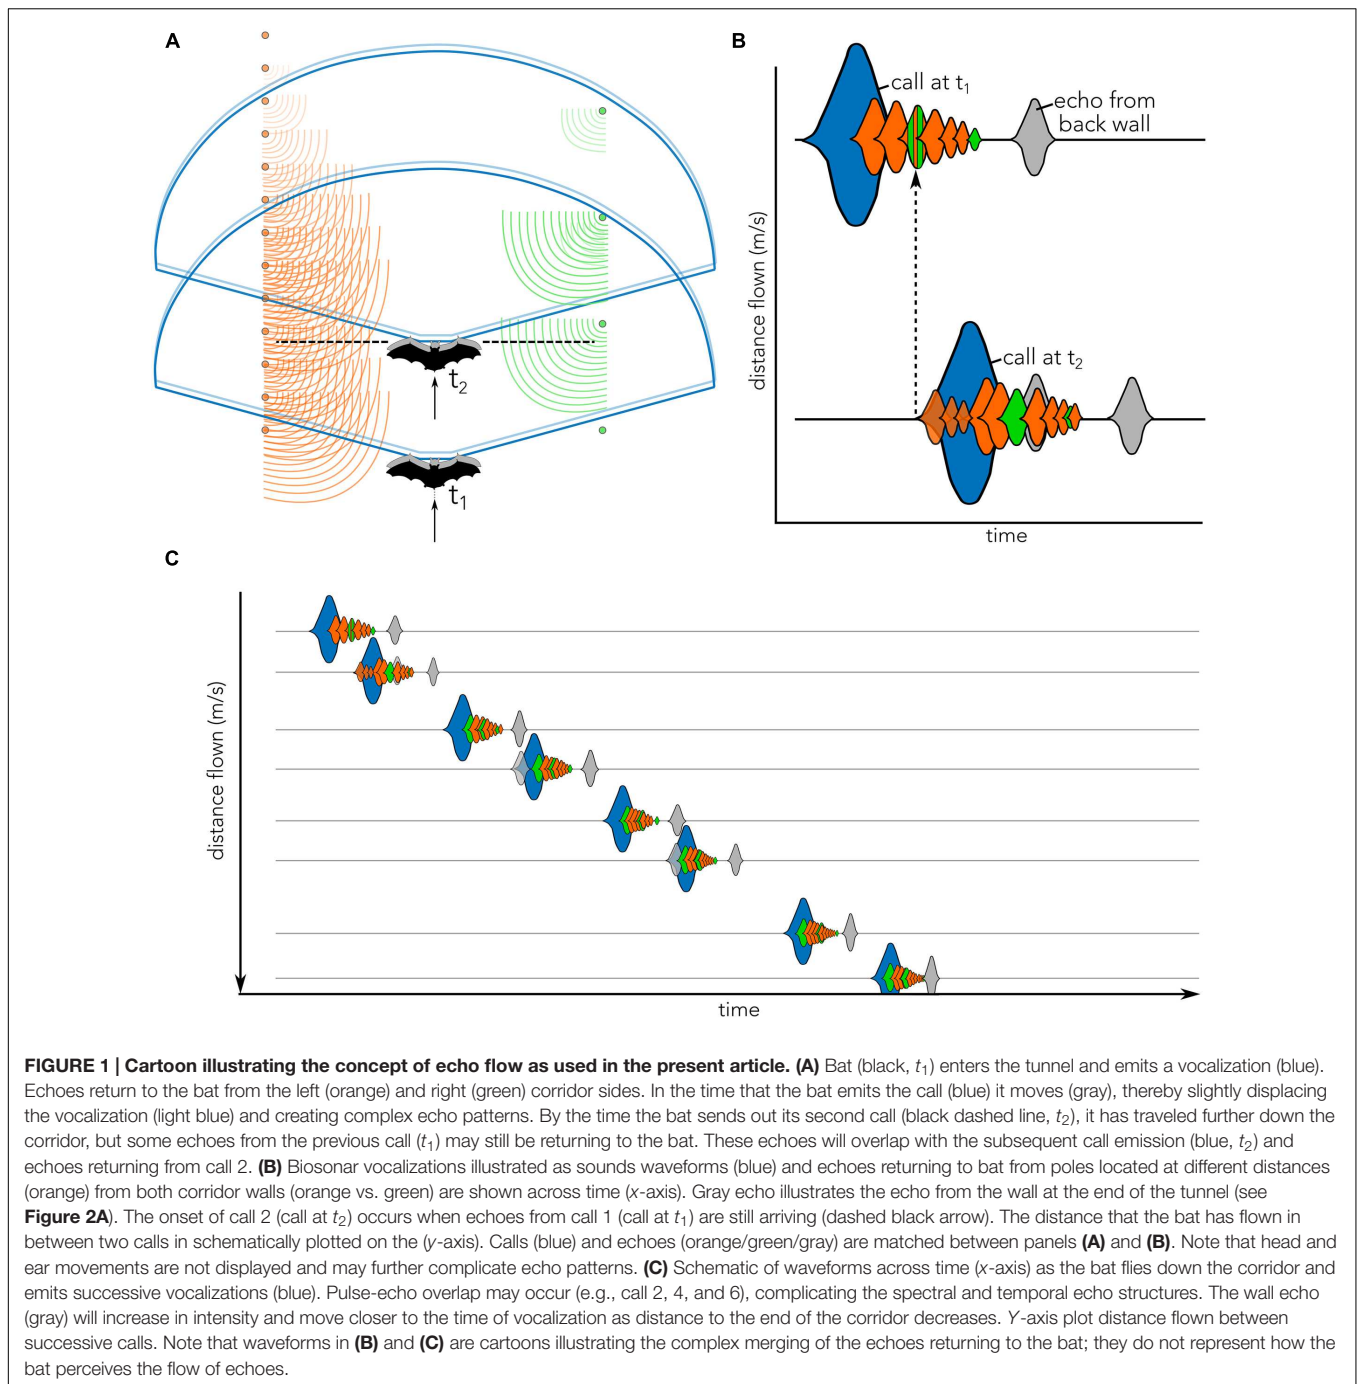 A
B
call at t1
echo from
back wall
distance flown (m/s)
t2
call at t2
t1
time
C
distance flown (m/s)
time
FIGURE 1 | Cartoon illustrating the concept of echo flow as used in the present article. (A) Bat (black, t1) enters the tunnel and emits a vocalization (blue).
Echoes return to the bat from the left (orange) and right (green) corridor sides. In the time that the bat emits the call (blue) it moves (gray), thereby slightly displacing
the vocalization (light blue) and creating complex echo patterns. By the time the bat sends out its second call (black dashed line, t2), it has traveled further down the
corridor, but some echoes from the previous call (t1) may still be returning to the bat. These echoes will overlap with the subsequent call emission (blue, t2) and
echoes returning from call 2. (B) Biosonar vocalizations illustrated as sounds waveforms (blue) and echoes returning to bat from poles located at different distances
(orange) from both corridor walls (orange vs. green) are shown across time (x-axis). Gray echo illustrates the echo from the wall at the end of the tunnel (see
Figure 2A). The onset of call 2 (call at t2) occurs when echoes from call 1 (call at t1) are still arriving (dashed black arrow). The distance that the bat has flown in
between two calls in schematically plotted on the (y-axis). Calls (blue) and echoes (orange/green/gray) are matched between panels (A) and (B). Note that head and
ear movements are not displayed and may further complicate echo patterns. (C) Schematic of waveforms across time (x-axis) as the bat flies down the corridor and
emits successive vocalizations (blue). Pulse-echo overlap may occur (e.g., call 2, 4, and 6), complicating the spectral and temporal echo structures. The wall echo
(gray) will increase in intensity and move closer to the time of vocalization as distance to the end of the corridor decreases. Y-axis plot distance flown between
successive calls. Note that waveforms in (B) and (C) are cartoons illustrating the complex merging of the echoes returning to the bat; they do not represent how the
bat perceives the flow of echoes.